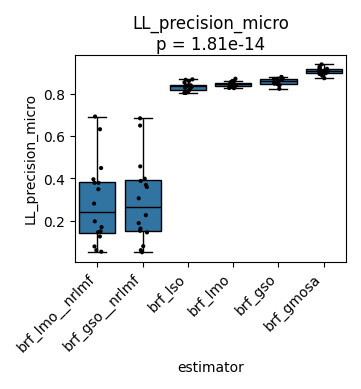 LL_precision_micro
p = 1.81e-14
LL_precision_micro
0.8
0.6
0.4
0.2
brf_lmo__nrlmf
brf_gso__nrlmf
brf_lso
brf_lmo
brf_gso
brf_gmosa
estimator